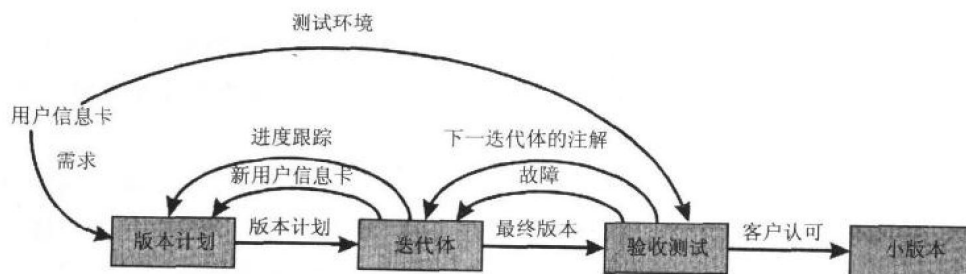 测试环境
用户信息卡
需求
进度跟踪
新用户信息卡
下一迭代体的注解
故障
版本计划
版本计划
迭代体
最终版本
验收测试
客户认可
小版本